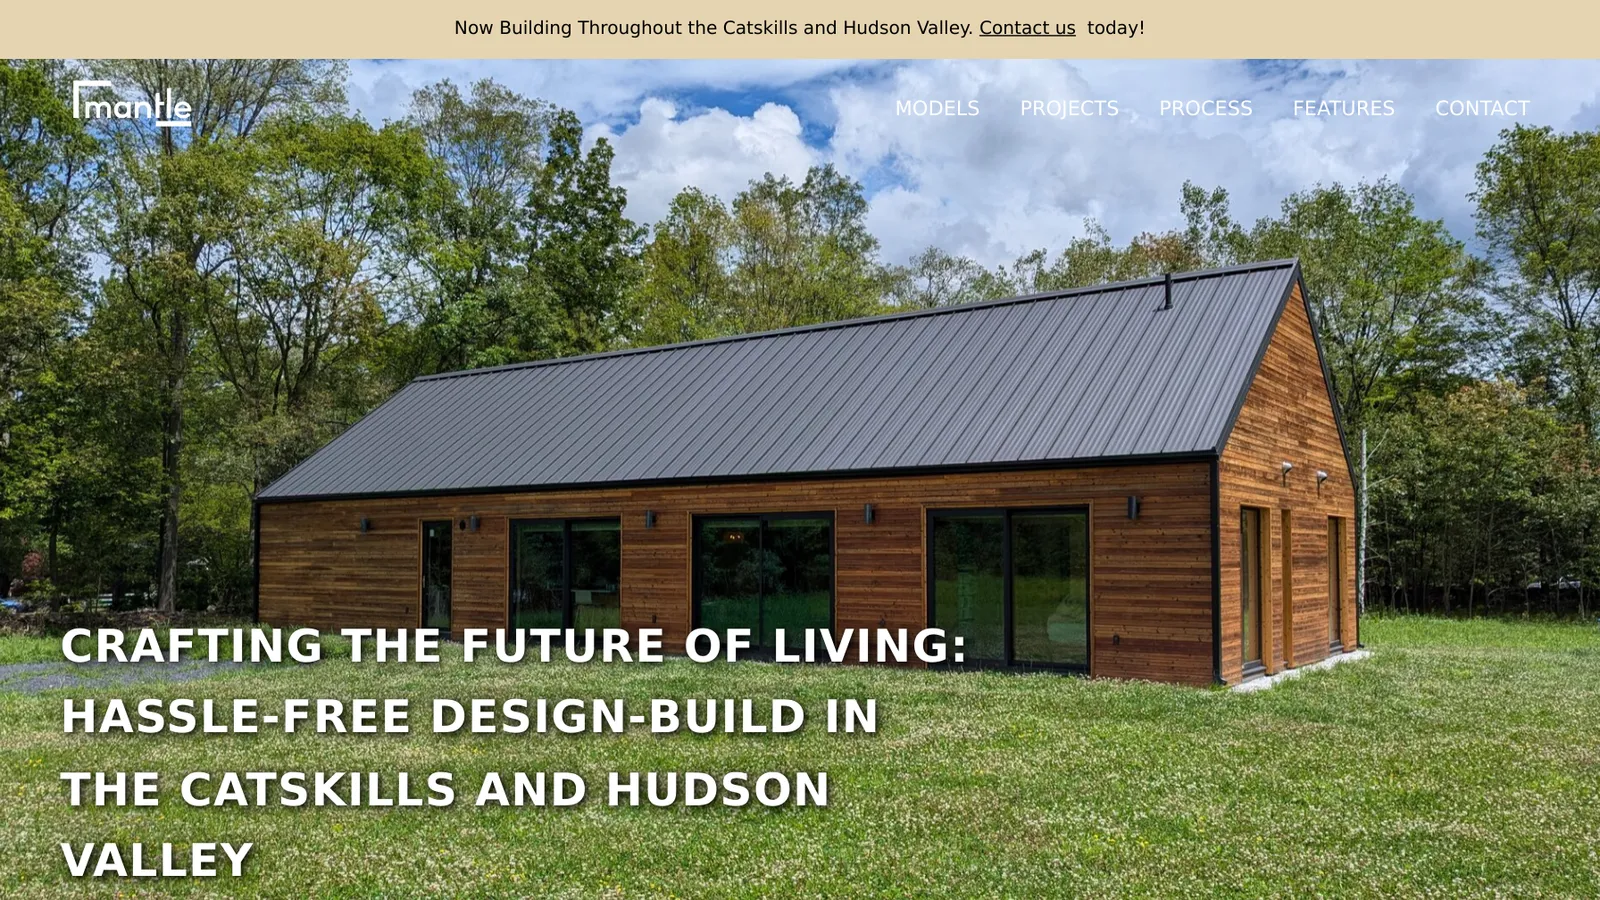 Now Building Throughout the Catskills and Hudson Valley. Contact us today!
mantle
MODELS PROJECTS PROCESS FEATURES CONTACT
CRAFTING THE FUTURE OF LIVING:
HASSLE-FREE DESIGN-BUILD IN
THE CATSKILLS AND HUDSON
VALLEY